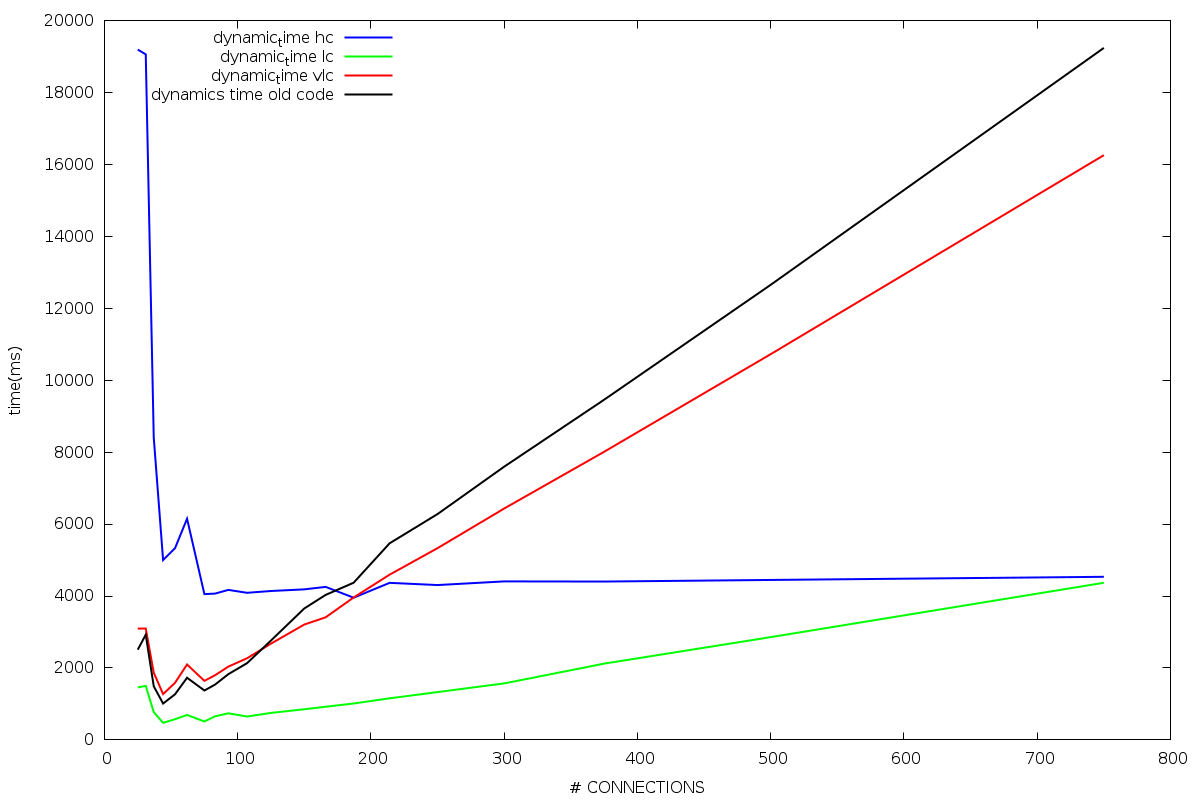 20000
18000
16000
14000
12000
10000
8000
6000
4000
2000
0
time(ms)
dynamic_time hc
dynamic_time lc
dynamic_time vlc
dynamics time old code
0 100 200 300 400 500 600 700 800
# CONNECTIONS